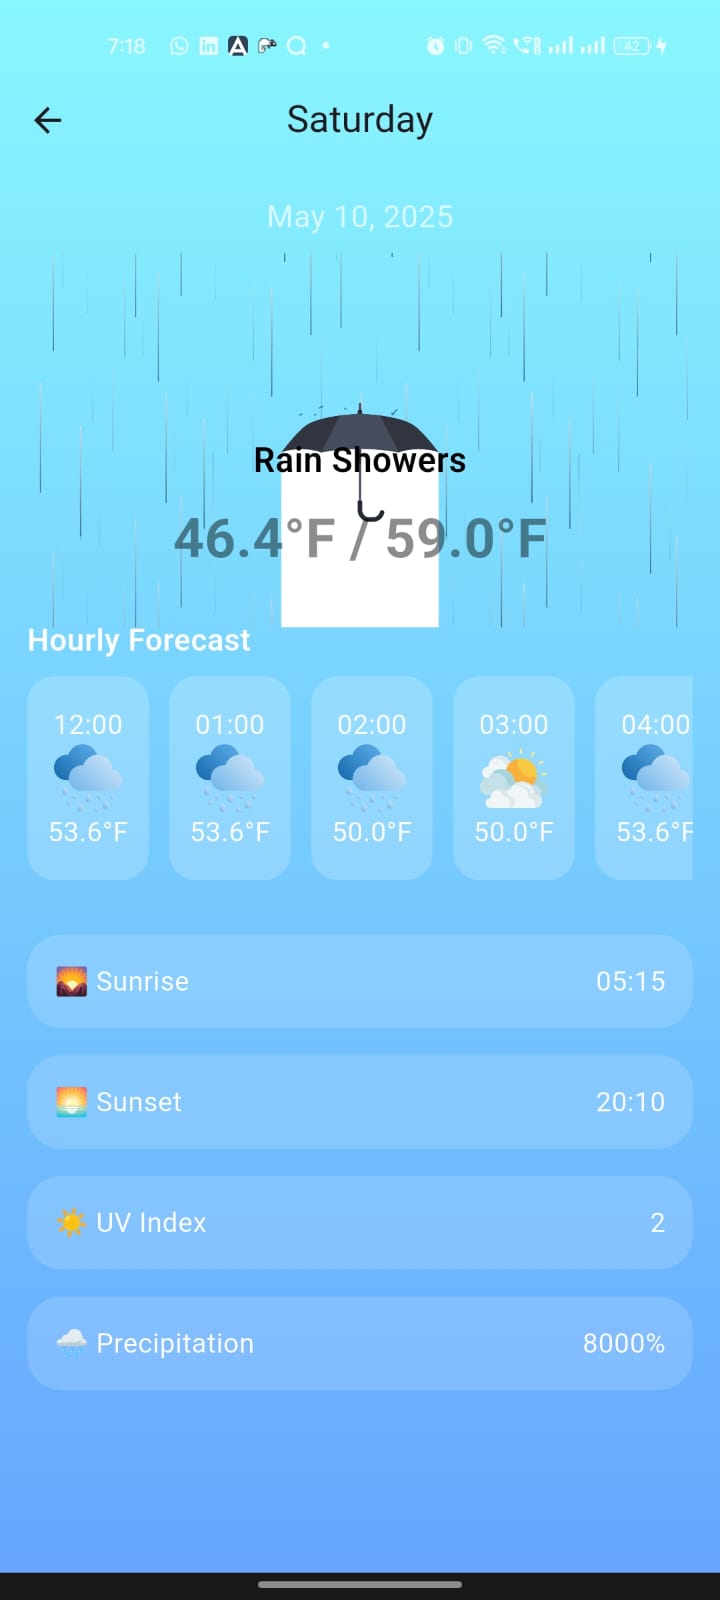 7:18 42
Saturday
May 10, 2025
Rain Showers
46.4°F / 59.0°F
Hourly Forecast
12:00 01:00 02:00 03:00 04:00
53.6°F 53.6°F 50.0°F 50.0°F 53.6°F
Sunrise 05:15
Sunset 20:10
UV Index 2
Precipitation 8000%